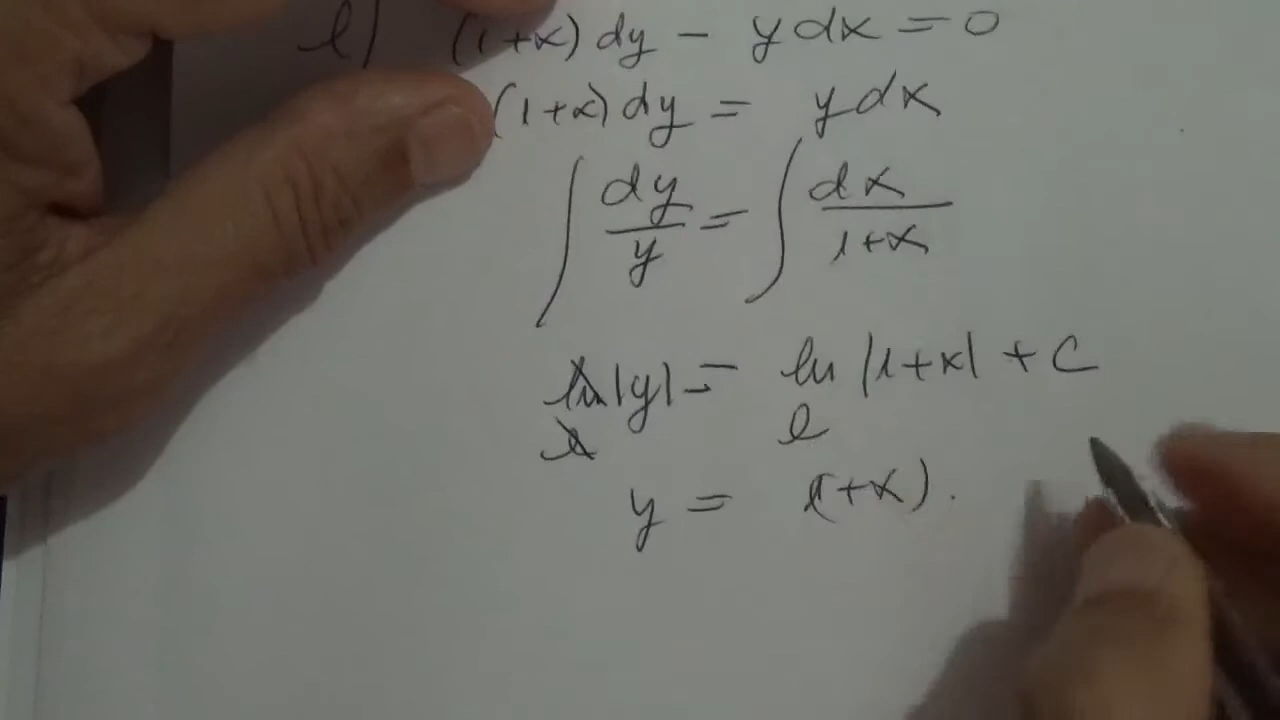 l) (1+x) dy - y dx = 0
(1+x) dy = y dx
∫ dy/y = ∫ dx/1+x
ln|y| = ln|1+x| + C
e e
y = (1+x).